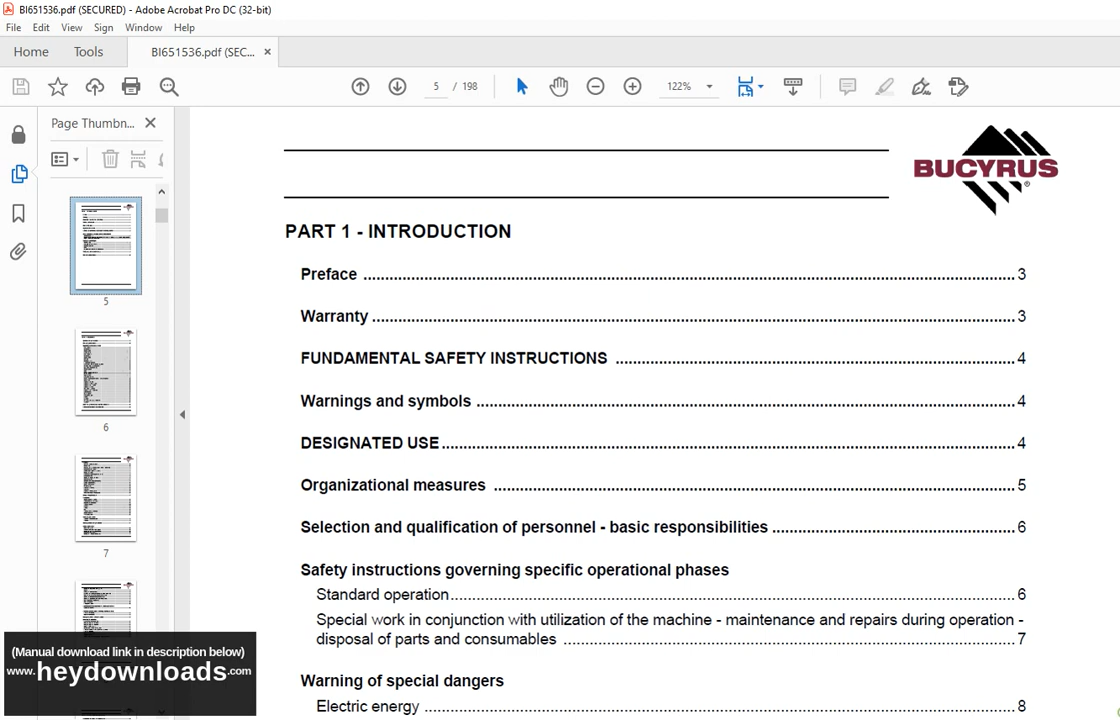 BI651536.pdf (SECURED) - Adobe Acrobat Pro DC (32-bit)
File Edit View Sign Window Help
Home Tools BI651536.pdf (SEC... ×
5 / 198 122%
Page Thumbn...
BUCYRUS®
PART 1 - INTRODUCTION
Preface ........ 3
Warranty ........ 3
FUNDAMENTAL SAFETY INSTRUCTIONS ........ 4
Warnings and symbols ........ 4
DESIGNATED USE ........ 4
Organizational measures ........ 5
Selection and qualification of personnel - basic responsibilities ........ 6
Safety instructions governing specific operational phases
Standard operation ........ 6
Special work in conjunction with utilization of the machine - maintenance and repairs during operation -
disposal of parts and consumables ........ 7
Warning of special dangers
Electric energy ........ 8
5
6
7
(Manual download link in description below)
www.heydownloads.com